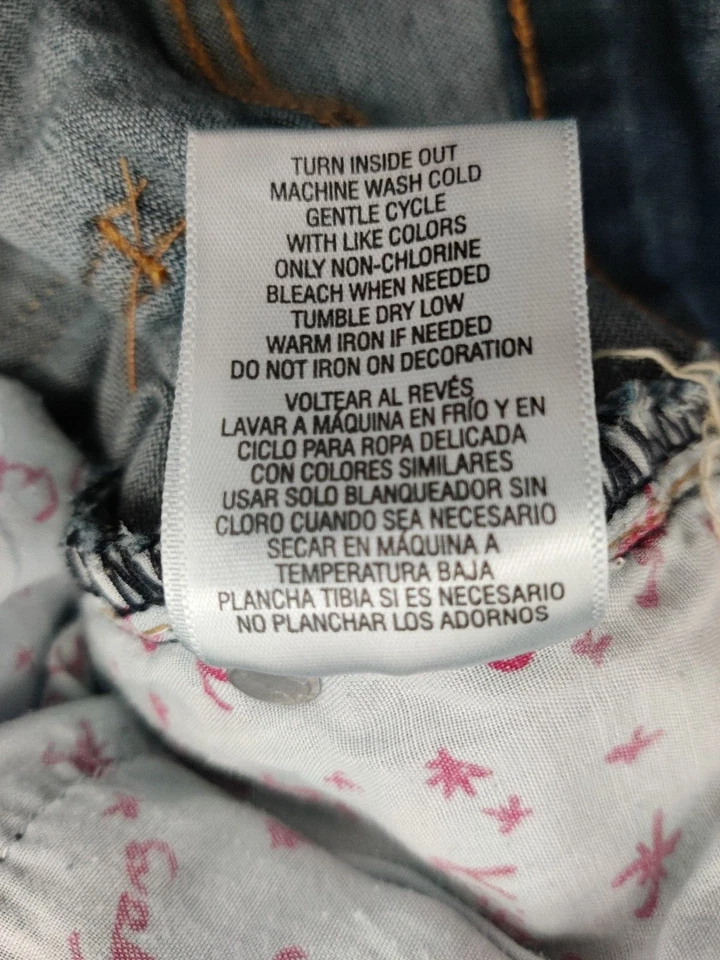 TURN INSIDE OUT
MACHINE WASH COLD
GENTLE CYCLE
WITH LIKE COLORS
ONLY NON-CHLORINE
BLEACH WHEN NEEDED
TUMBLE DRY LOW
WARM IRON IF NEEDED
DO NOT IRON ON DECORATION
VOLTEAR AL REVÉS
LAVAR A MÁQUINA EN FRÍO Y EN
CICLO PARA ROPA DELICADA
CON COLORES SIMILARES
USAR SOLO BLANQUEADOR SIN
CLORO CUANDO SEA NECESARIO
SECAR EN MÁQUINA A
TEMPERATURA BAJA
PLANCHA TIBIA SI ES NECESARIO
NO PLANCHAR LOS ADORNOS